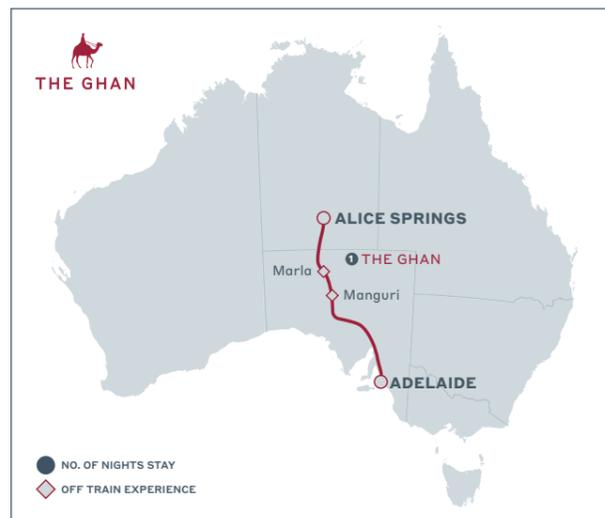 THE GHAN
ALICE SPRINGS
1 THE GHAN
Marla
Manguri
ADELAIDE
NO. OF NIGHTS STAY
OFF TRAIN EXPERIENCE